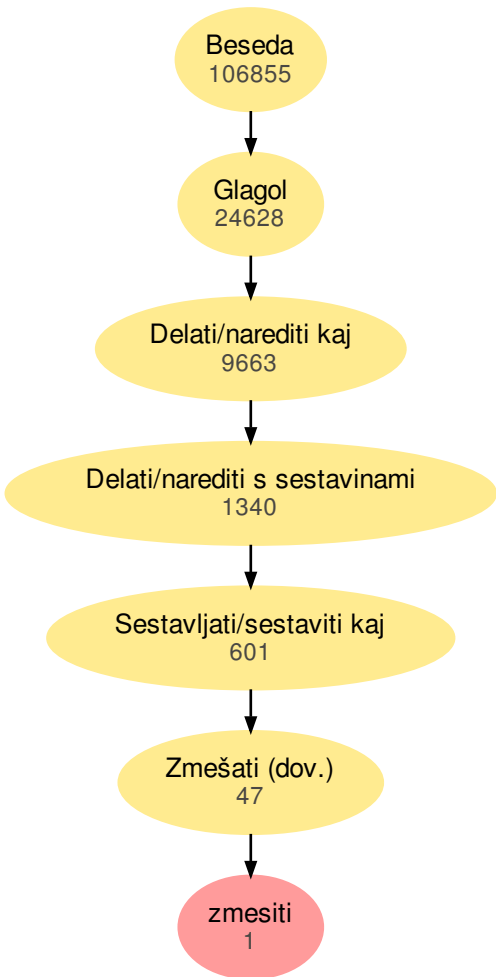 Beseda
106855
Glagol
24628
Delati/narediti kaj
9663
Delati/narediti s sestavinami
1340
Sestavljati/sestaviti kaj
601
Zmešati (dov.)
47
zmesiti
1